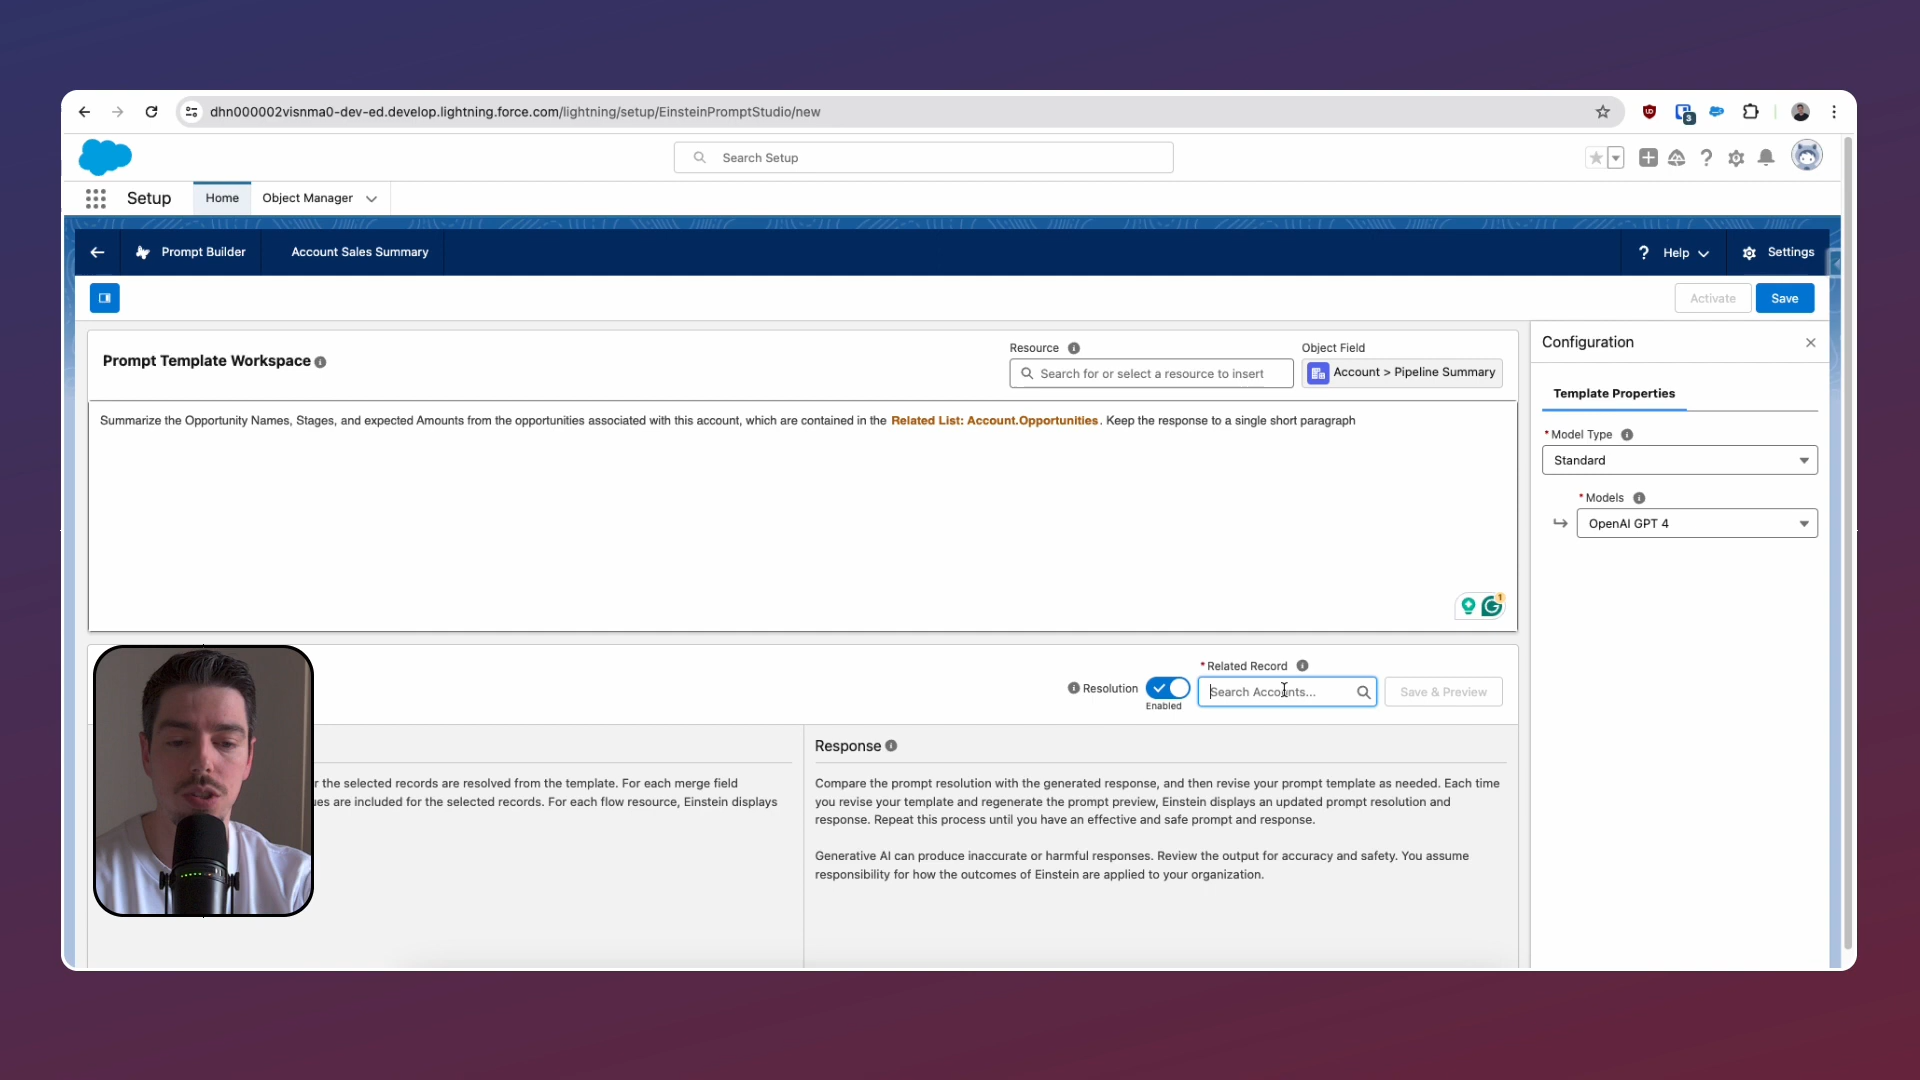 dhn000002visnma0-dev-ed.develop.lightning.force.com/lightning/setup/EinsteinPromptStudio/new
3
Search Setup
Setup
Home
Object Manager
Prompt Builder
Account Sales Summary
? Help
Settings
Activate
Save
Prompt Template Workspace
Resource
Search for or select a resource to insert
Object Field
Account > Pipeline Summary
Summarize the Opportunity Names, Stages, and expected Amounts from the opportunities associated with this account, which are contained in the Related List: Account.Opportunities. Keep the response to a single short paragraph
1
Configuration
Template Properties
* Model Type
Standard
* Models
OpenAI GPT 4
Resolution
Enabled
* Related Record
Search Accounts...
Save & Preview
the selected records are resolved from the template. For each merge field
are included for the selected records. For each flow resource, Einstein displays
Response
Compare the prompt resolution with the generated response, and then revise your prompt template as needed. Each time
you revise your template and regenerate the prompt preview, Einstein displays an updated prompt resolution and
response. Repeat this process until you have an effective and safe prompt and response.
Generative AI can produce inaccurate or harmful responses. Review the output for accuracy and safety. You assume
responsibility for how the outcomes of Einstein are applied to your organization.